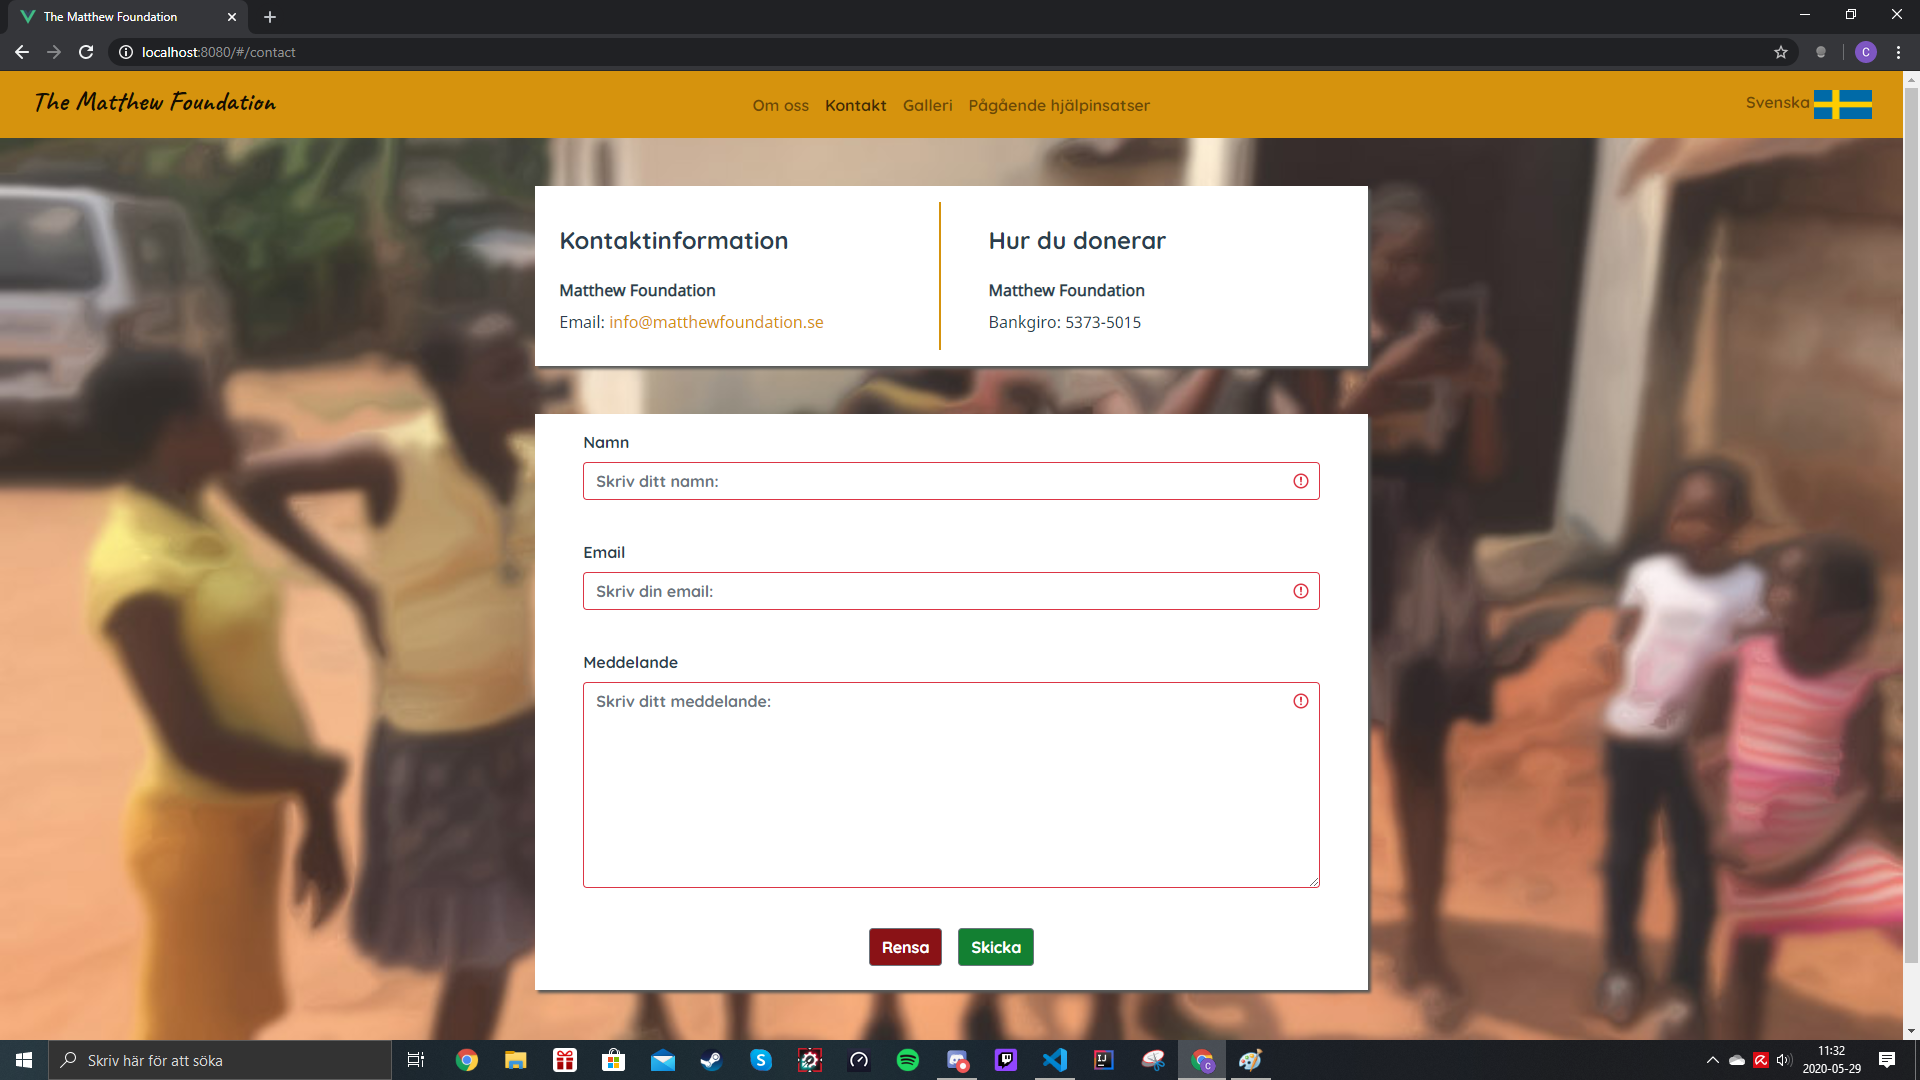 The Matthew Foundation
localhost:8080/#/contact
C
The Matthew Foundation
Om oss Kontakt Galleri Pågående hjälpinsatser
Svenska
Kontaktinformation
Matthew Foundation
Email: info@matthewfoundation.se
Hur du donerar
Matthew Foundation
Bankgiro: 5373-5015
Namn
Skriv ditt namn:
Email
Skriv din email:
Meddelande
Skriv ditt meddelande:
Rensa Skicka
Skriv här för att söka
11:32
2020-05-29